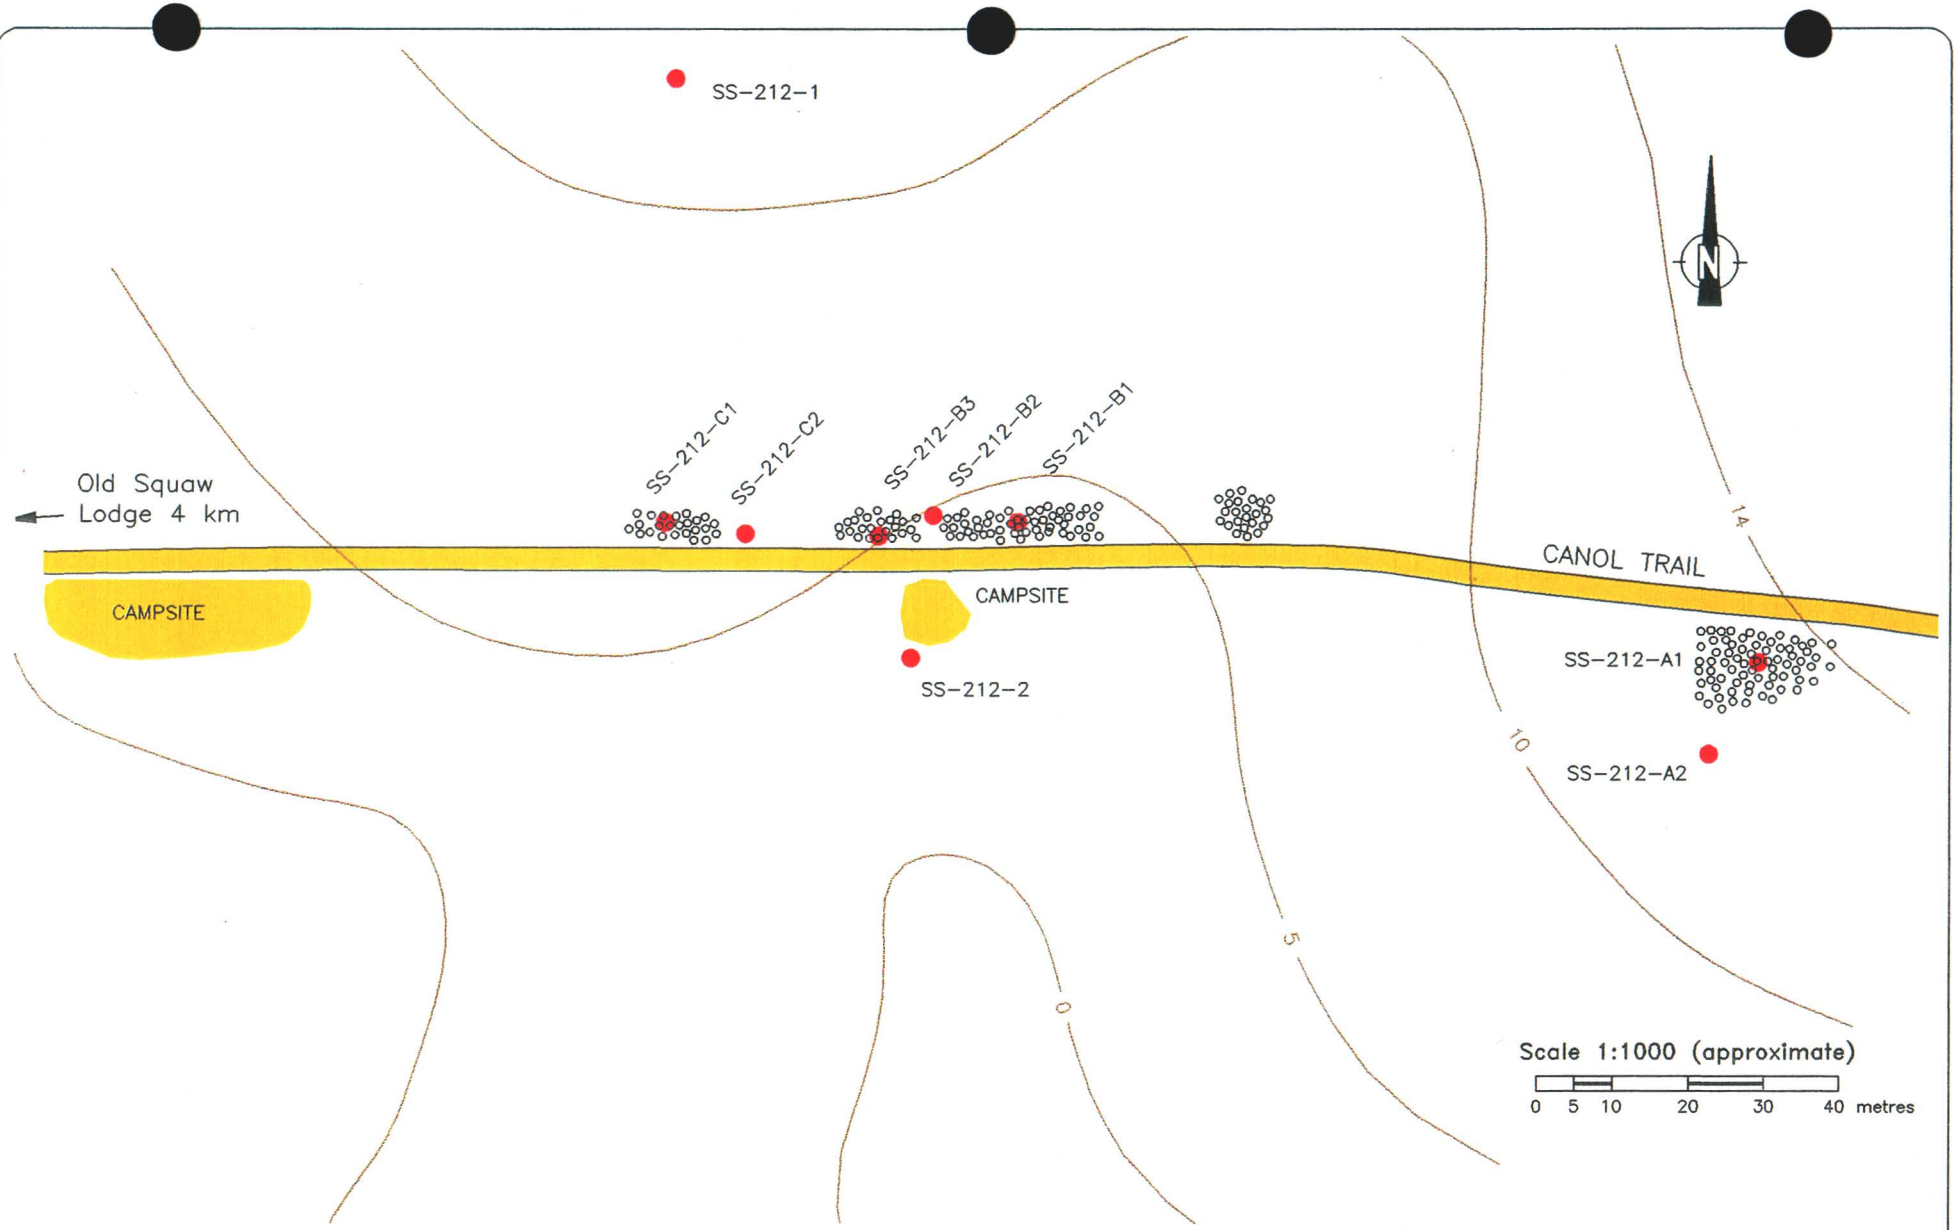 SS-212-1
N
SS-212-C1
SS-212-C2
SS-212-B3
SS-212-B2
SS-212-B1
Old Squaw
Lodge 4 km
14
CANOL TRAIL
CAMPSITE
CAMPSITE
SS-212-A1
SS-212-2
10
SS-212-A2
5
0
Scale 1:1000 (approximate)
0 5 10 20 30 40 metres